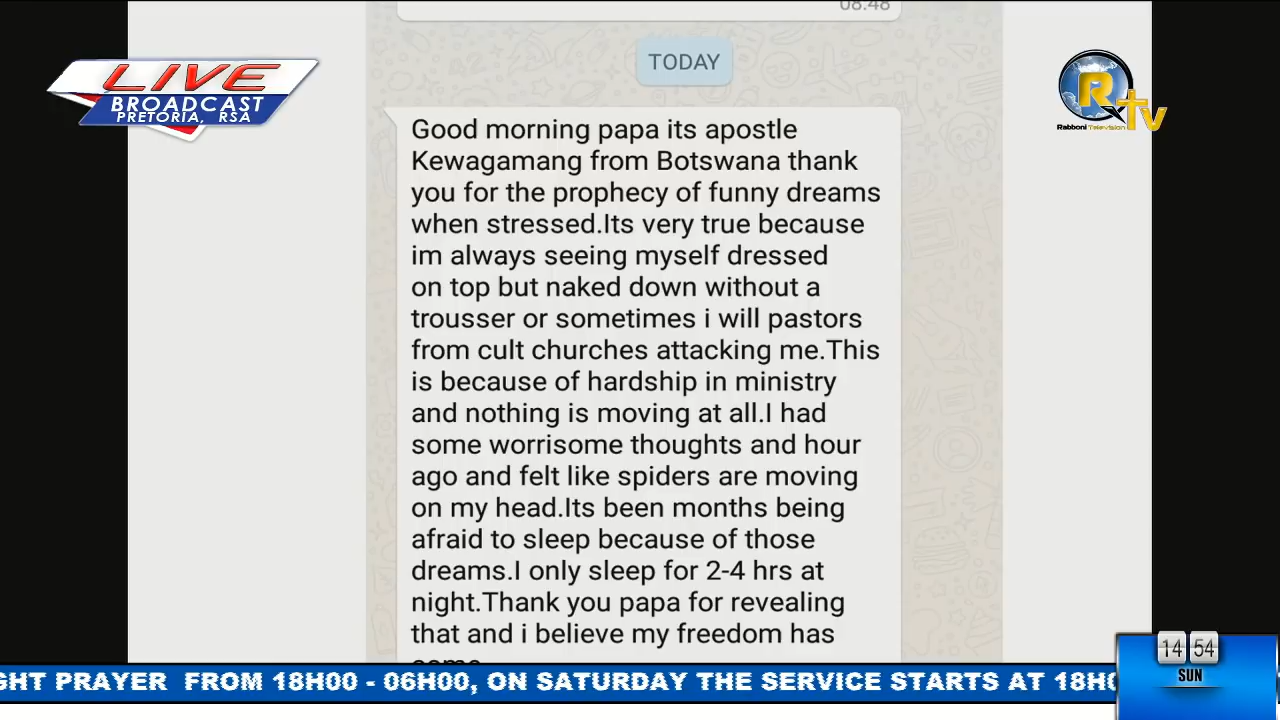 08:48
LIVE
BROADCAST
PRETORIA, RSA
TODAY
R
tv
Rabboni Television
Good morning papa its apostle
Kewagamang from Botswana thank
you for the prophecy of funny dreams
when stressed.Its very true because
im always seeing myself dressed
on top but naked down without a
trousser or sometimes i will pastors
from cult churches attacking me.This
is because of hardship in ministry
and nothing is moving at all.I had
some worrisome thoughts and hour
ago and felt like spiders are moving
on my head.Its been months being
afraid to sleep because of those
dreams.I only sleep for 2-4 hrs at
night.Thank you papa for revealing
that and i believe my freedom has
14 54
SUN
GHT PRAYER FROM 18H00 - 06H00, ON SATURDAY THE SERVICE STARTS AT 18H0